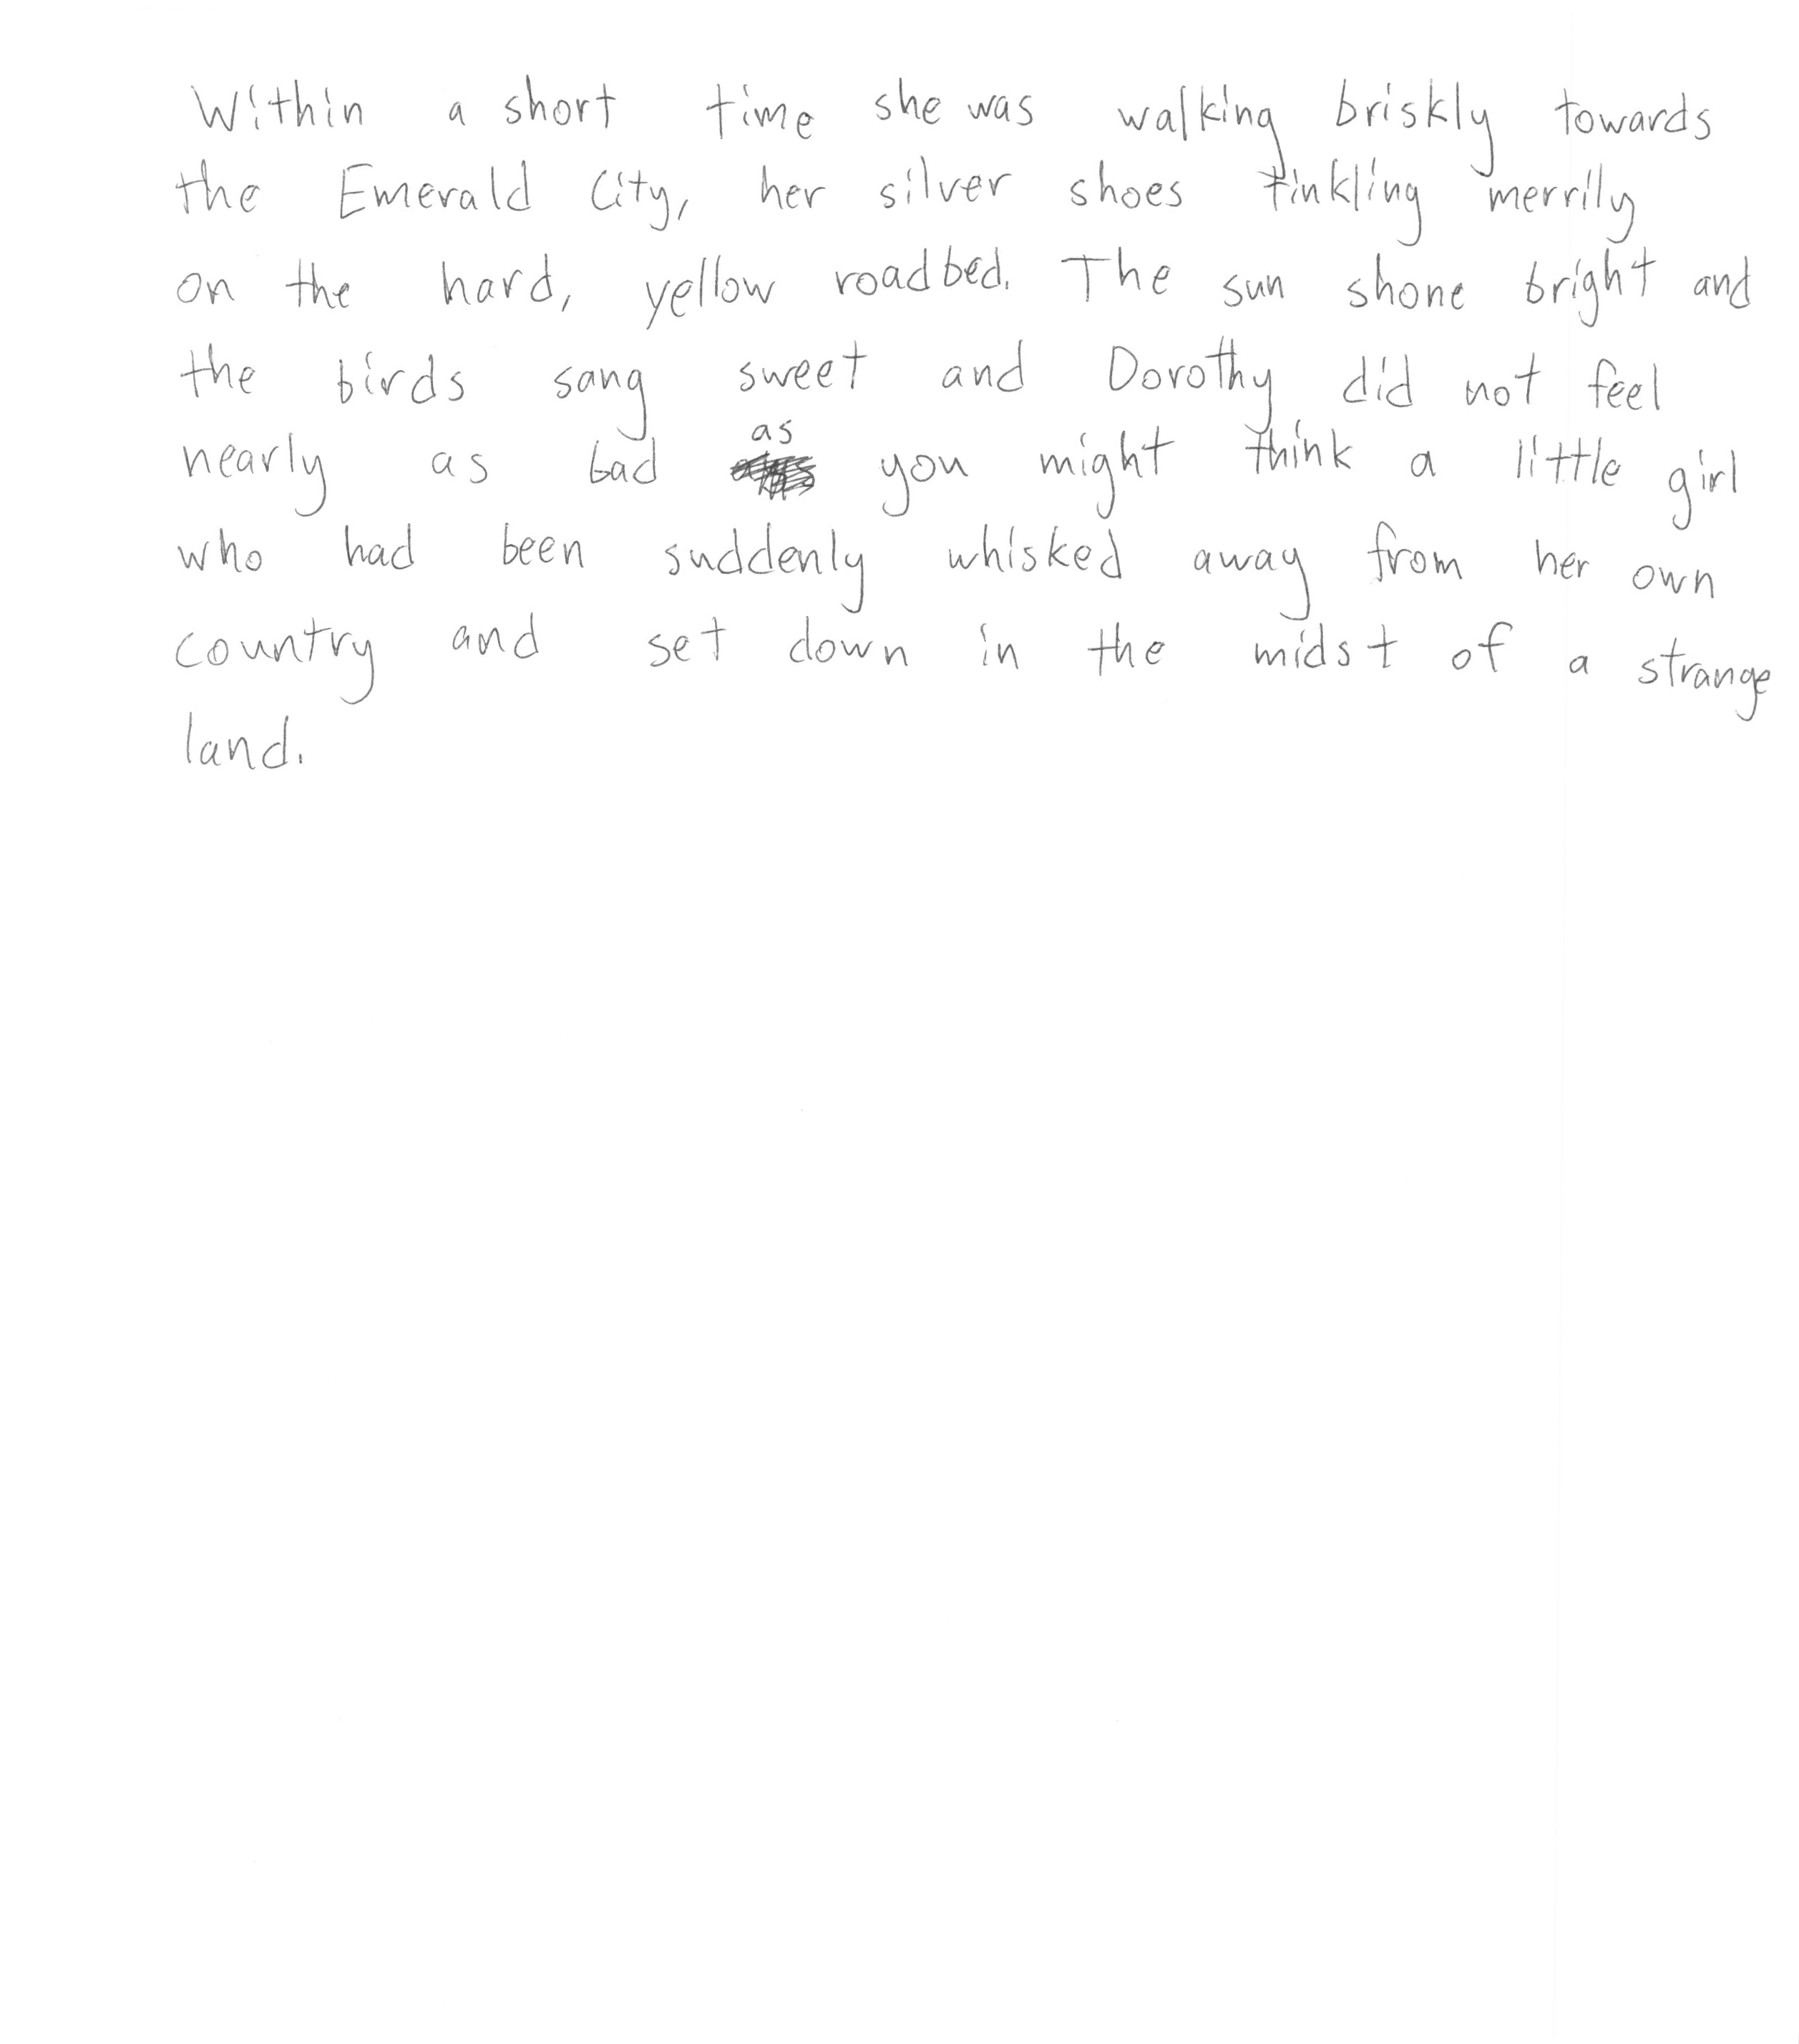 Within a short time she was walking briskly towards
the Emerald City, her silver shoes tinkling merrily
on the hard, yellow roadbed. The sun shone bright and
the birds sang sweet and Dorothy did not feel
nearly as bad as you might think a little girl
who had been suddenly whisked away from her own
country and set down in the midst of a strange
land.